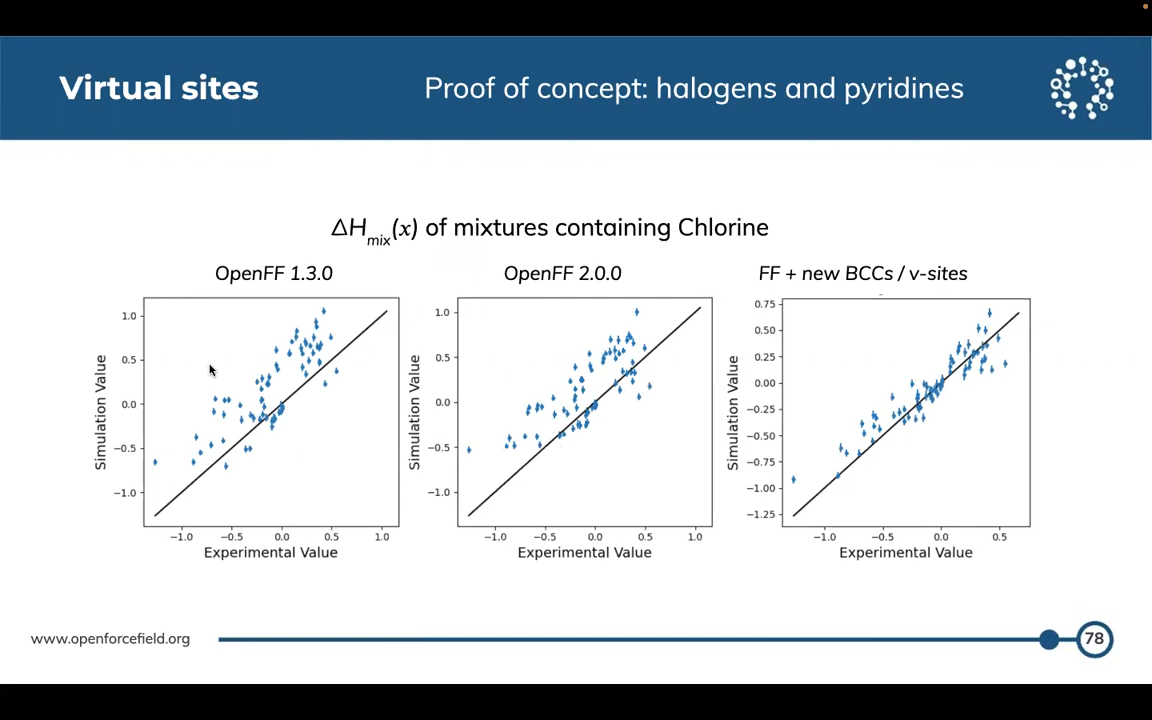 Virtual sites
Proof of concept: halogens and pyridines
ΔHmix(x) of mixtures containing Chlorine
OpenFF 1.3.0
OpenFF 2.0.0
FF + new BCCs / v-sites
Simulation Value
1.0
0.5
0.0
−0.5
−1.0
−1.0 −0.5 0.0 0.5 1.0
Experimental Value
Simulation Value
1.0
0.5
0.0
−0.5
−1.0
−1.0 −0.5 0.0 0.5 1.0
Experimental Value
Simulation Value
0.75
0.50
0.25
0.00
−0.25
−0.50
−0.75
−1.00
−1.25
−1.0 −0.5 0.0 0.5
Experimental Value
www.openforcefield.org
78